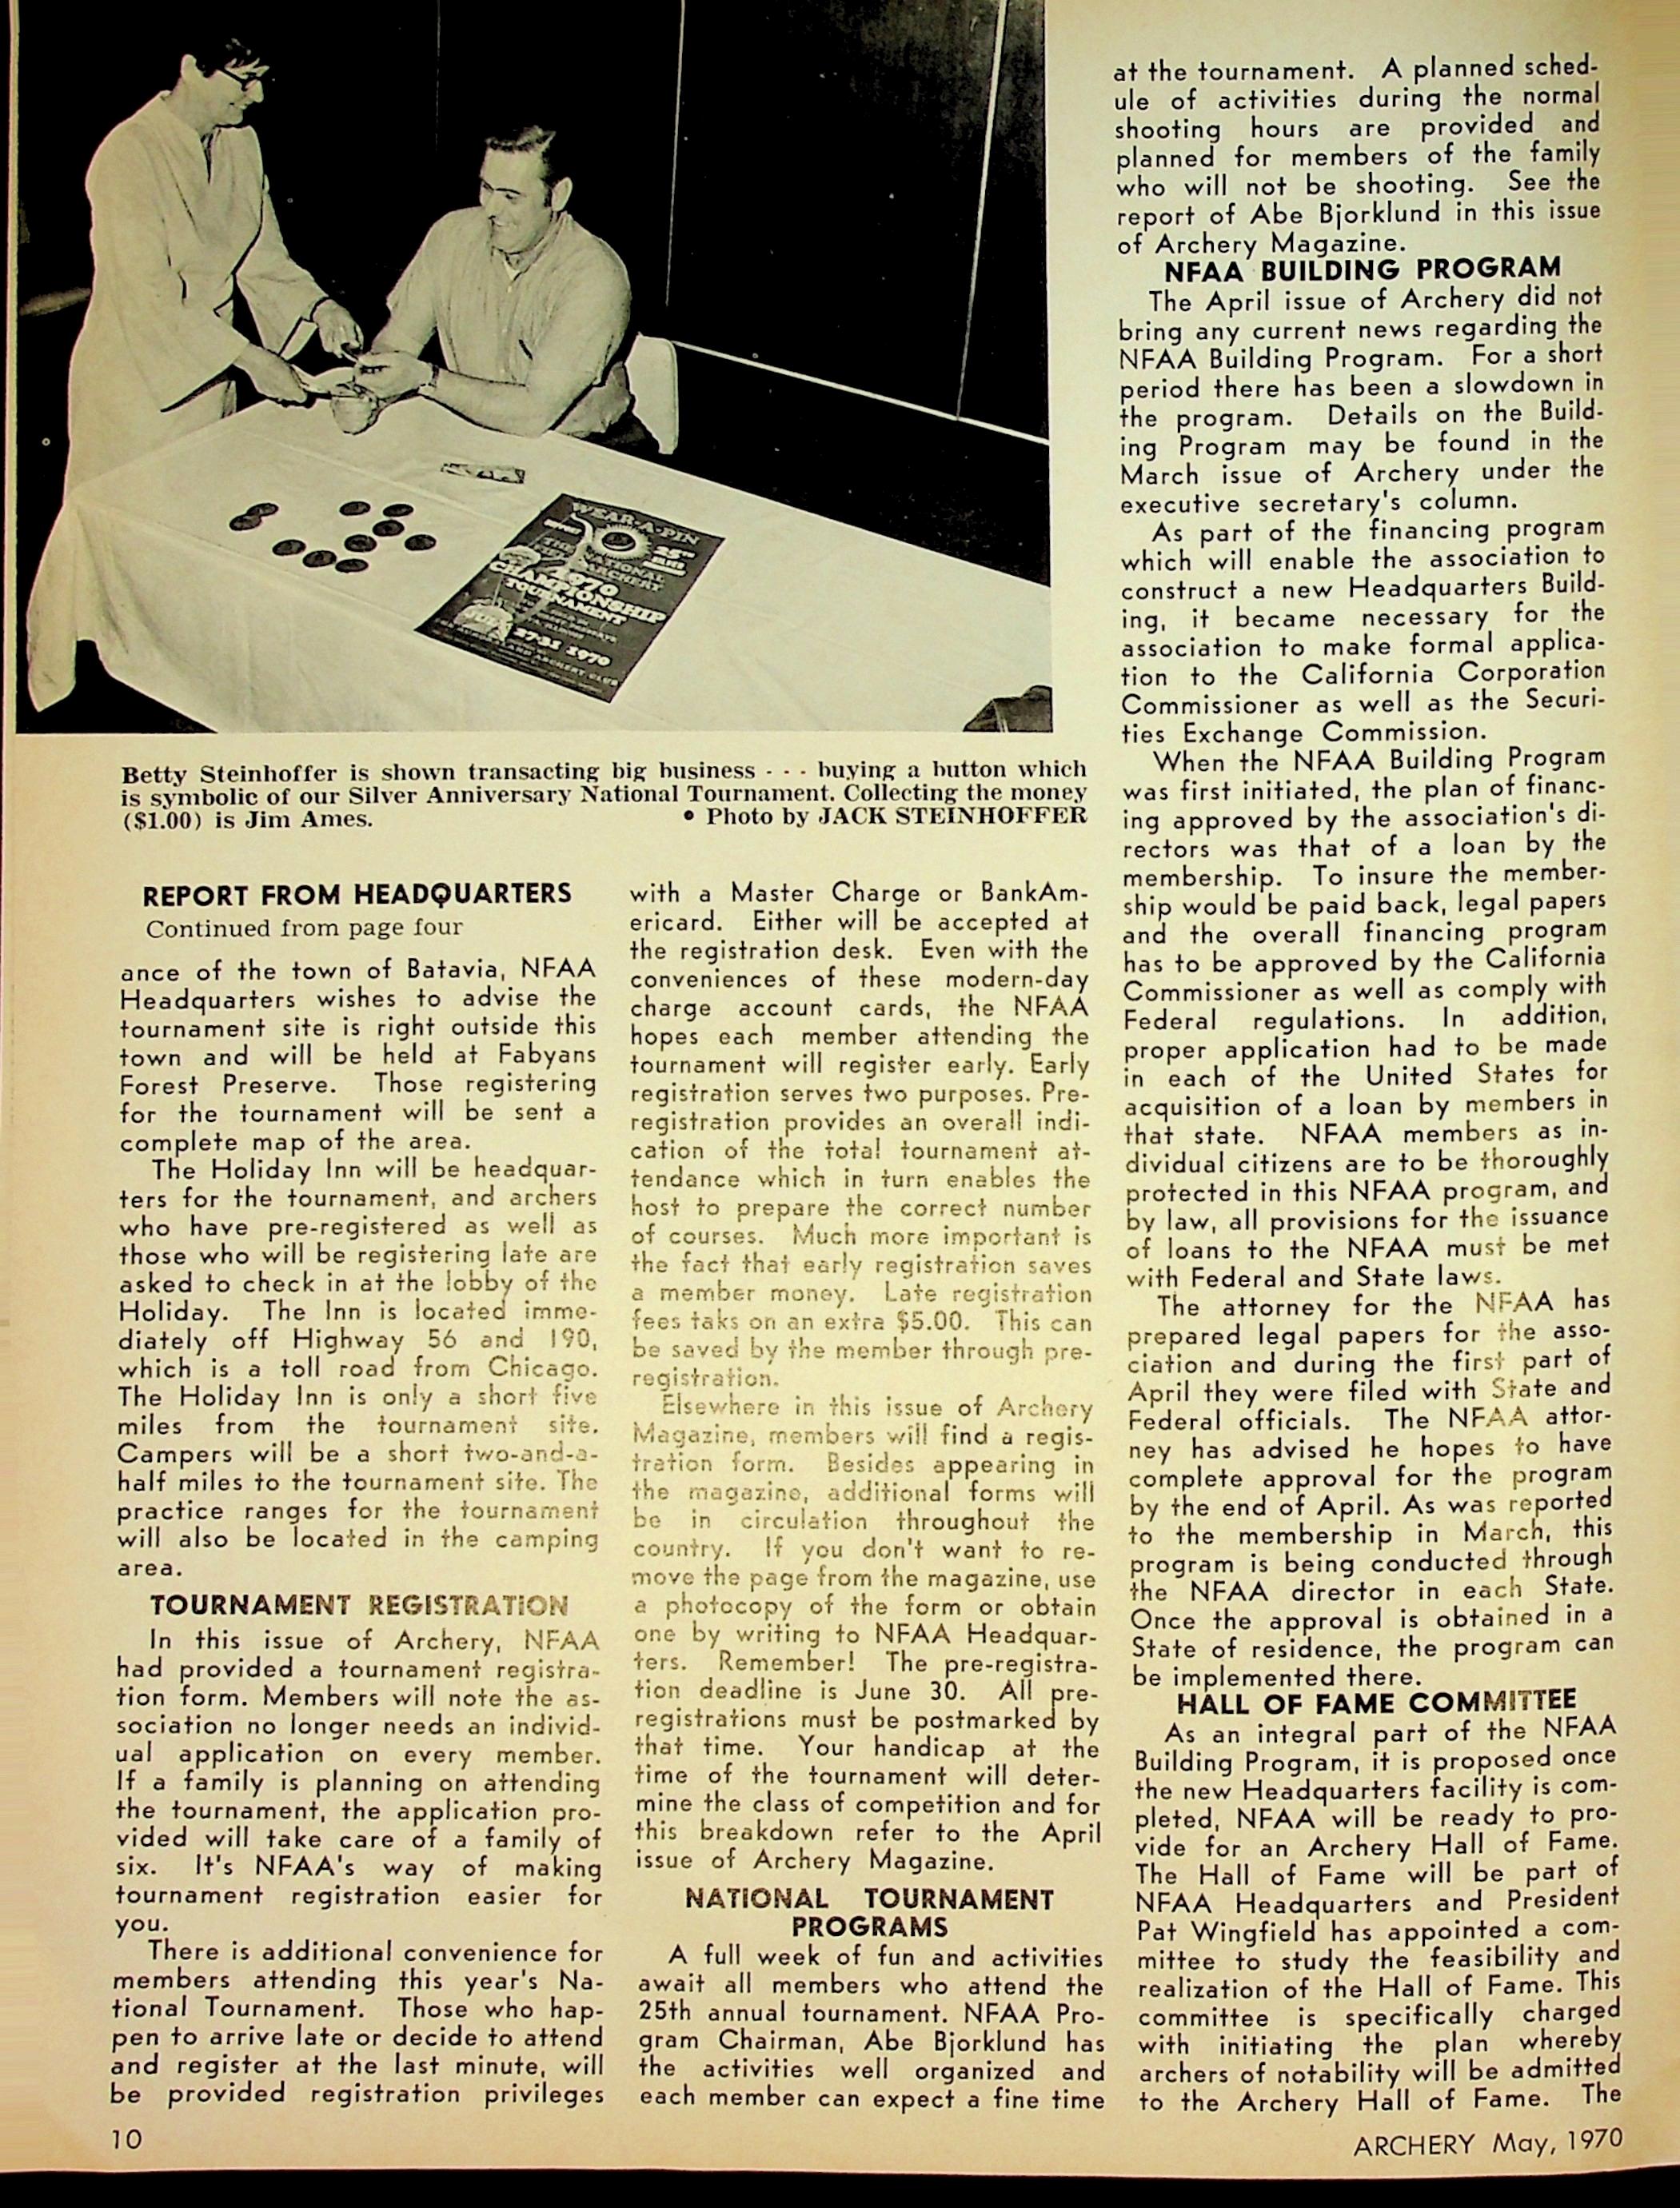 WEAR-A-PIN
25TH
NATIONAL
1970
CHAMPIONSHIP
TOURNAMENT
1970
Betty Steinhoffer is shown transacting big business - - - buying a button which
is symbolic of our Silver Anniversary National Tournament. Collecting the money
($1.00) is Jim Ames. • Photo by JACK STEINHOFFER
REPORT FROM HEADQUARTERS
Continued from page four
ance of the town of Batavia, NFAA
Headquarters wishes to advise the
tournament site is right outside this
town and will be held at Fabyans
Forest Preserve. Those registering
for the tournament will be sent a
complete map of the area.
The Holiday Inn will be headquar-
ters for the tournament, and archers
who have pre-registered as well as
those who will be registering late are
asked to check in at the lobby of the
Holiday. The Inn is located imme-
diately off Highway 56 and 190,
which is a toll road from Chicago.
The Holiday Inn is only a short five
miles from the tournament site.
Campers will be a short two-and-a-
half miles to the tournament site. The
practice ranges for the tournament
will also be located in the camping
area.
TOURNAMENT REGISTRATION
In this issue of Archery, NFAA
had provided a tournament registra-
tion form. Members will note the as-
sociation no longer needs an individ-
ual application on every member.
If a family is planning on attending
the tournament, the application pro-
vided will take care of a family of
six. It's NFAA's way of making
tournament registration easier for
you.
There is additional convenience for
members attending this year's Na-
tional Tournament. Those who hap-
pen to arrive late or decide to attend
and register at the last minute, will
be provided registration privileges
with a Master Charge or BankAm-
ericard. Either will be accepted at
the registration desk. Even with the
conveniences of these modern-day
charge account cards, the NFAA
hopes each member attending the
tournament will register early. Early
registration serves two purposes. Pre-
registration provides an overall indi-
cation of the total tournament at-
tendance which in turn enables the
host to prepare the correct number
of courses. Much more important is
the fact that early registration saves
a member money. Late registration
fees taks on an extra $5.00. This can
be saved by the member through pre-
registration.
Elsewhere in this issue of Archery
Magazine, members will find a regis-
tration form. Besides appearing in
the magazine, additional forms will
be in circulation throughout the
country. If you don't want to re-
move the page from the magazine, use
a photocopy of the form or obtain
one by writing to NFAA Headquar-
ters. Remember! The pre-registra-
tion deadline is June 30. All pre-
registrations must be postmarked by
that time. Your handicap at the
time of the tournament will deter-
mine the class of competition and for
this breakdown refer to the April
issue of Archery Magazine.
NATIONAL TOURNAMENT
PROGRAMS
A full week of fun and activities
await all members who attend the
25th annual tournament. NFAA Pro-
gram Chairman, Abe Bjorklund has
the activities well organized and
each member can expect a fine time
at the tournament. A planned sched-
ule of activities during the normal
shooting hours are provided and
planned for members of the family
who will not be shooting. See the
report of Abe Bjorklund in this issue
of Archery Magazine.
NFAA BUILDING PROGRAM
The April issue of Archery did not
bring any current news regarding the
NFAA Building Program. For a short
period there has been a slowdown in
the program. Details on the Build-
ing Program may be found in the
March issue of Archery under the
executive secretary's column.
As part of the financing program
which will enable the association to
construct a new Headquarters Build-
ing, it became necessary for the
association to make formal applica-
tion to the California Corporation
Commissioner as well as the Securi-
ties Exchange Commission.
When the NFAA Building Program
was first initiated, the plan of financ-
ing approved by the association's di-
rectors was that of a loan by the
membership. To insure the member-
ship would be paid back, legal papers
and the overall financing program
has to be approved by the California
Commissioner as well as comply with
Federal regulations. In addition,
proper application had to be made
in each of the United States for
acquisition of a loan by members in
that state. NFAA members as in-
dividual citizens are to be thoroughly
protected in this NFAA program, and
by law, all provisions for the issuance
of loans to the NFAA must be met
with Federal and State laws.
The attorney for the NFAA has
prepared legal papers for the asso-
ciation and during the first part of
April they were filed with State and
Federal officials. The NFAA attor-
ney has advised he hopes to have
complete approval for the program
by the end of April. As was reported
to the membership in March, this
program is being conducted through
the NFAA director in each State.
Once the approval is obtained in a
State of residence, the program can
be implemented there.
HALL OF FAME COMMITTEE
As an integral part of the NFAA
Building Program, it is proposed once
the new Headquarters facility is com-
pleted, NFAA will be ready to pro-
vide for an Archery Hall of Fame.
The Hall of Fame will be part of
NFAA Headquarters and President
Pat Wingfield has appointed a com-
mittee to study the feasibility and
realization of the Hall of Fame. This
committee is specifically charged
with initiating the plan whereby
archers of notability will be admitted
to the Archery Hall of Fame. The
10
ARCHERY May, 1970